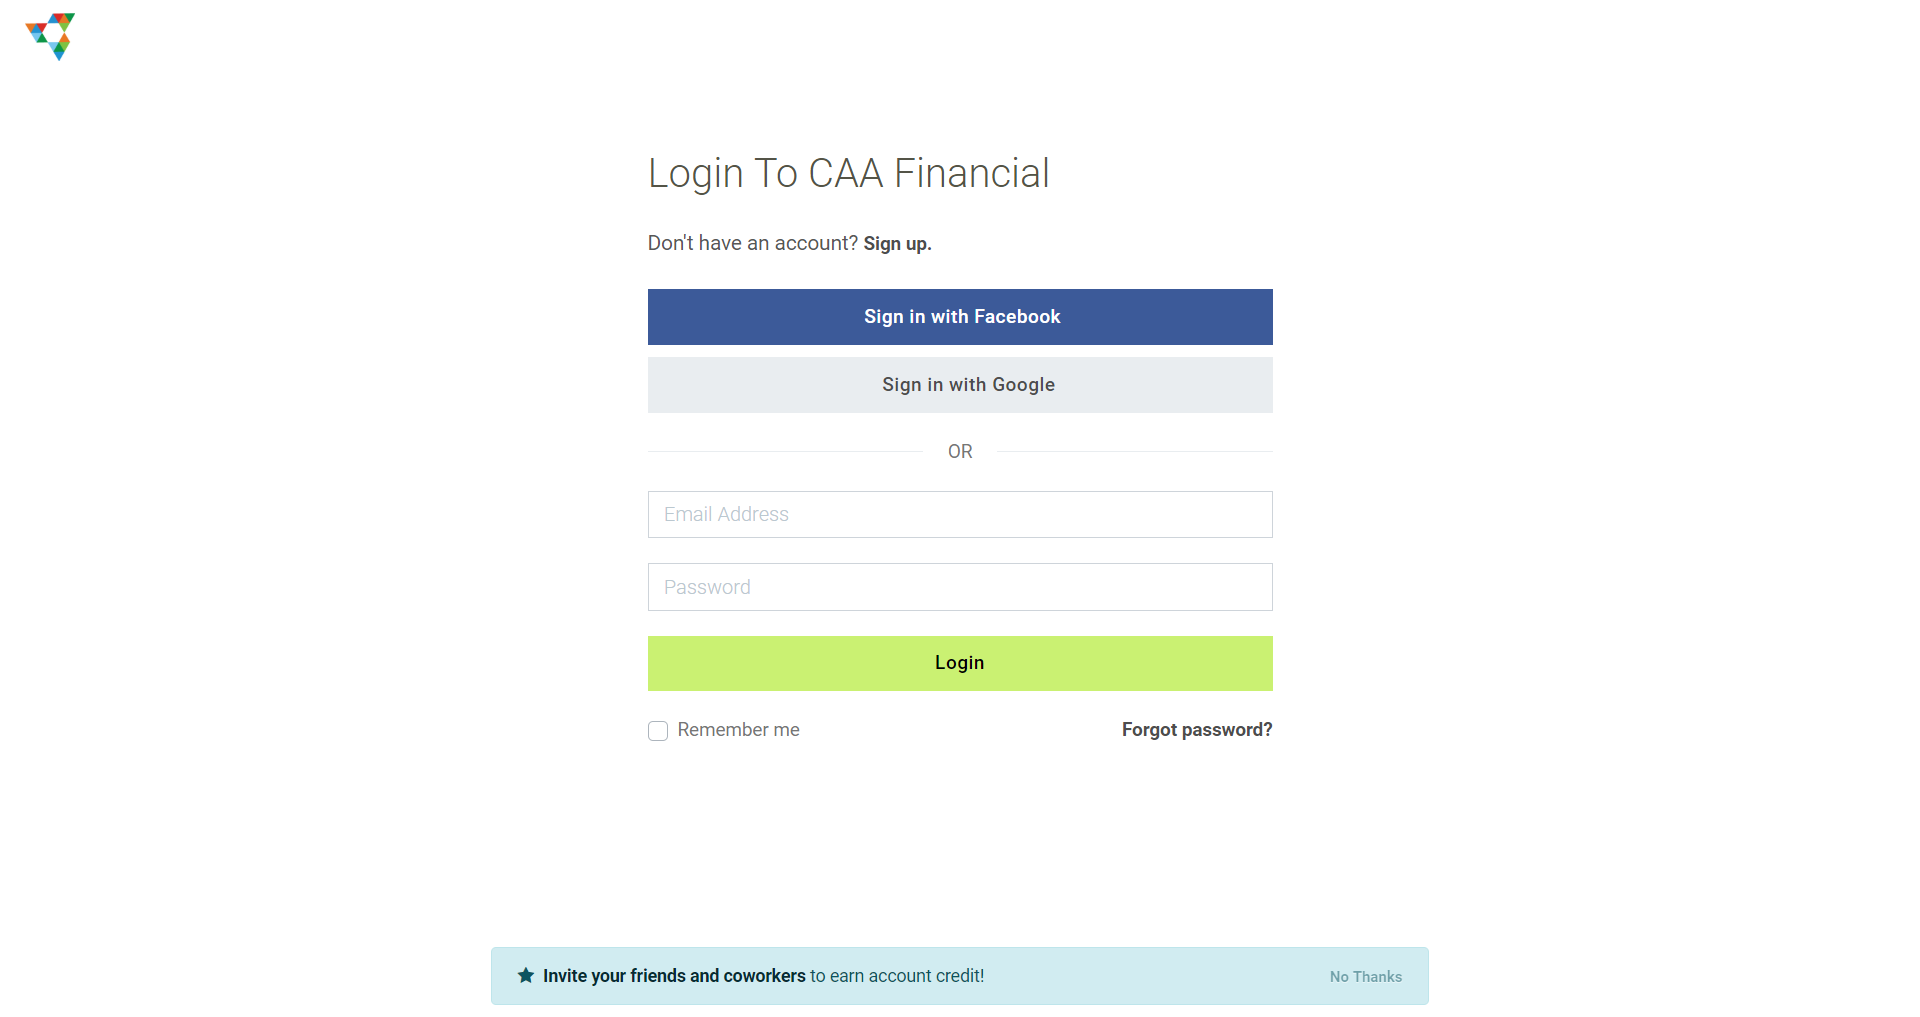 Login To CAA Financial
Don't have an account? Sign up.
Sign in with Facebook
Sign in with Google
OR
Email Address
Password
Login
Remember me
Forgot password?
Invite your friends and coworkers to earn account credit!
No Thanks